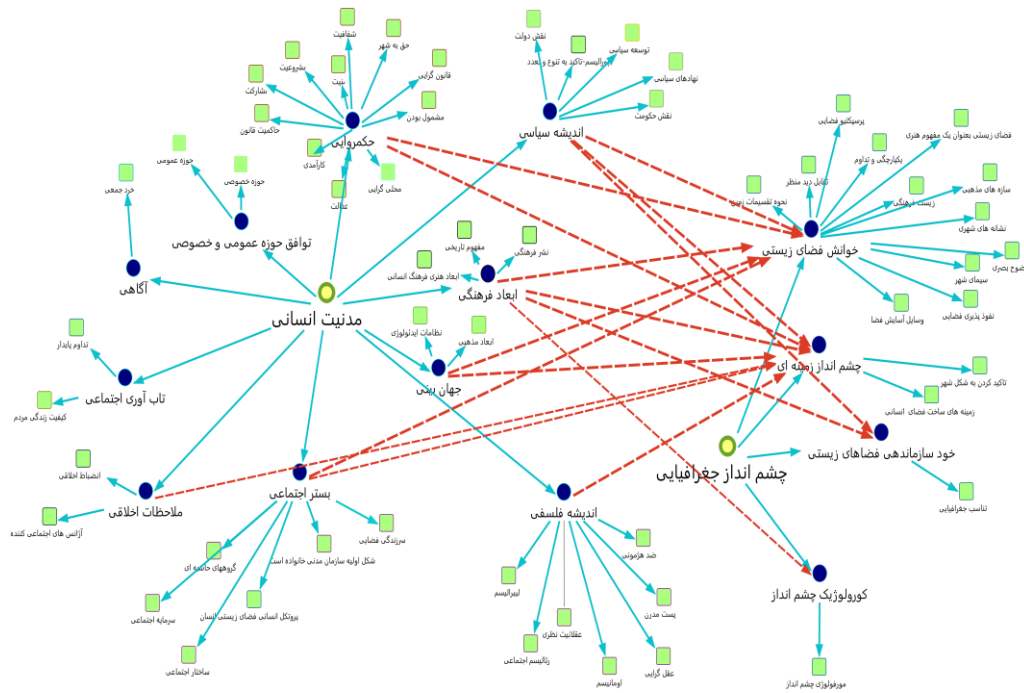 شفافیت
حق به شهر
مشروعیت
قانون گرایی
مشارکت
مشمول بودن
حاکمیت قانون
حکمروایی
کارآمدی
محلی گرایی
عدالت
نقش دولت
توسعه سیاسی
پلورالیسم-تاکید به تنوع و تعدد
نهادهای سیاسی
نقش حکومت
اندیشه سیاسی
حوزه عمومی
حوزه خصوصی
توافق حوزه عمومی و خصوصی
خرد جمعی
آگاهی
مدنیت انسانی
مفهوم تاریخی
نشر فرهنگی
ابعاد هنری فرهنگ انسانی
ابعاد فرهنگی
نظامات ایدئولوژی
ابعاد مذهبی
جهان بینی
تداوم پایدار
تاب آوری اجتماعی
کیفیت زندگی مردم
انضباط اخلاقی
ملاحظات اخلاقی
آژانس های اجتماعی کننده
بستر اجتماعی
سرزندگی فضایی
شکل اولیه سازمان مدنی خانواده است
گروههای حاشیه ای
پروتکل انسانی فضای زیستی انسان
سرمایه اجتماعی
ساختار اجتماعی
اندیشه فلسفی
ضد هژمونی
لیبرالیسم
پست مدرن
عقلانیت نظری
رئالیسم اجتماعی
اومانیسم
عقل گرایی
پرسپکتیو فضایی
فضای زیستی بعنوان یک مفهوم هنری
یکپارچگی و تداوم
تقابل دید منظر
سازه های مذهبی
نحوه تقسیمات زمین
زیست فرهنگی
نشانه های شهری
خوانش فضای زیستی
وضوح بصری
سیمای شهر
نفوذ پذیری فضایی
وسایل آسایش فضا
چشم انداز زمینه ای
تاکید کردن به شکل شهر
زمینه های ساخت فضای انسانی
چشم انداز جغرافیایی
خود سازماندهی فضاهای زیستی
تناسب جغرافیایی
کورولوژیک چشم انداز
مورفولوژی چشم انداز